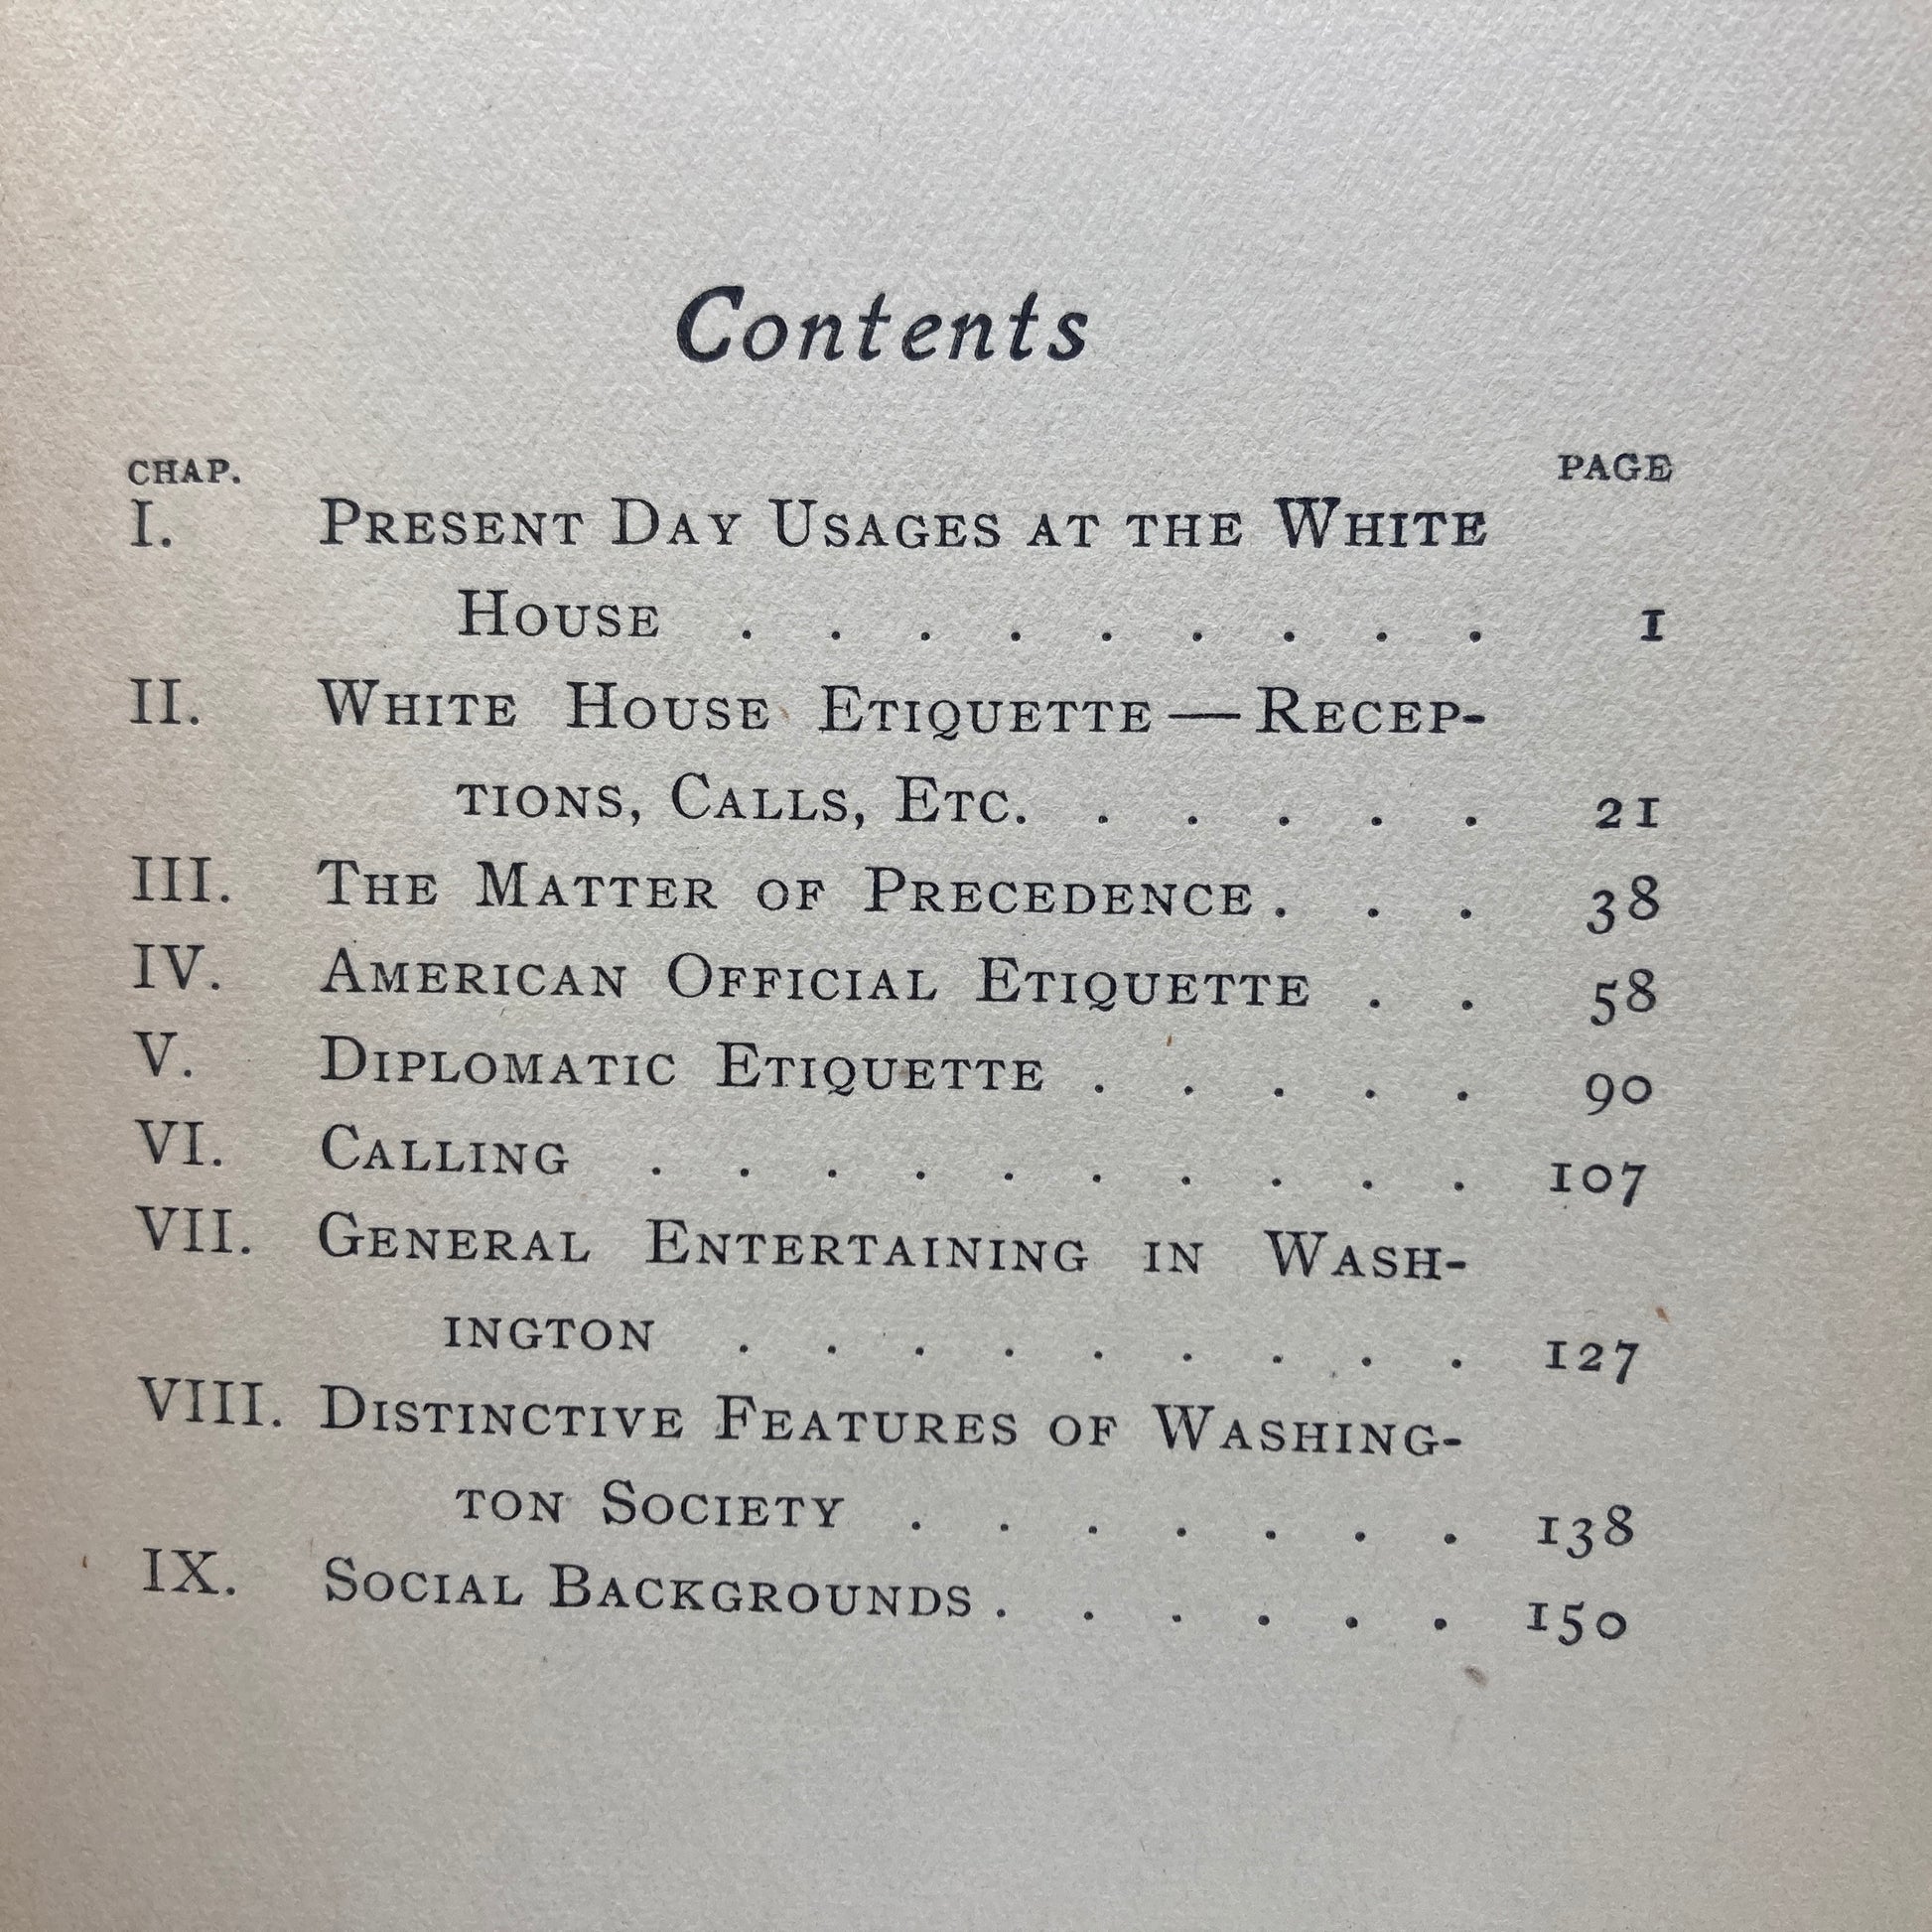 Contents
CHAP. PAGE
I. PRESENT DAY USAGES AT THE WHITE
HOUSE . . . . . . . . . 1
II. WHITE HOUSE ETIQUETTE — RECEP-
TIONS, CALLS, ETC. . . . . . 21
III. THE MATTER OF PRECEDENCE . . . 38
IV. AMERICAN OFFICIAL ETIQUETTE . . 58
V. DIPLOMATIC ETIQUETTE . . . . . 90
VI. CALLING . . . . . . . . . . 107
VII. GENERAL ENTERTAINING IN WASH-
INGTON . . . . . . . . . 127
VIII. DISTINCTIVE FEATURES OF WASHING-
TON SOCIETY . . . . . . . 138
IX. SOCIAL BACKGROUNDS . . . . . . 150